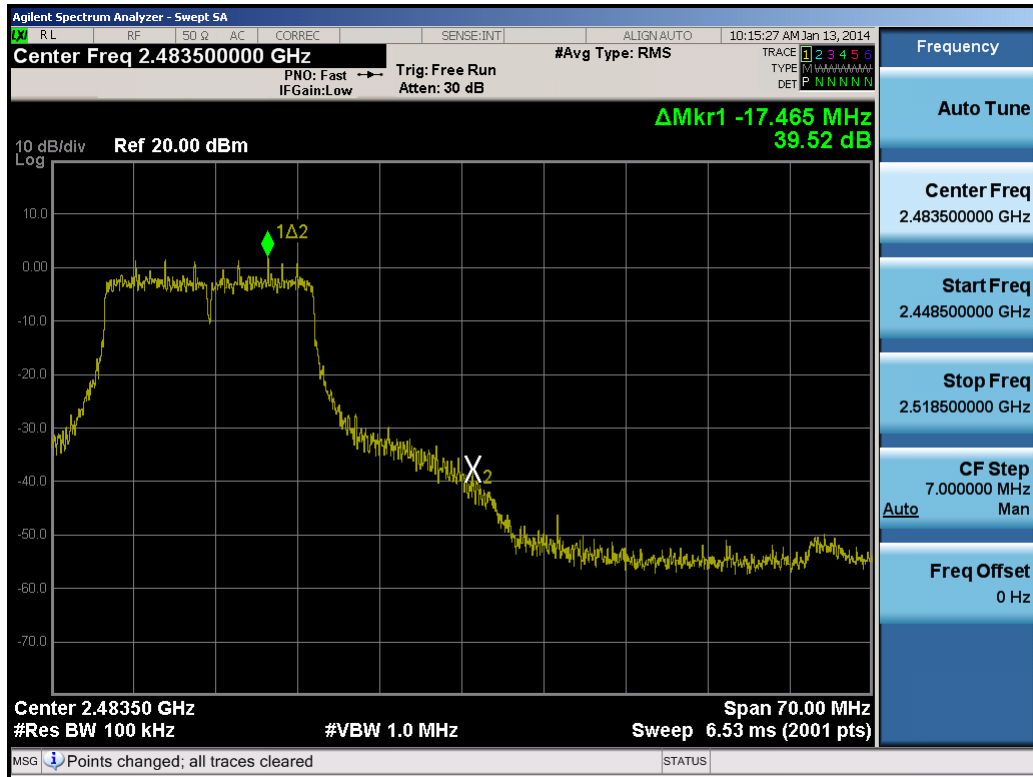 Agilent Spectrum Analyzer - Swept SA
LXI RL RF 50 Ω AC CORREC SENSE:INT ALIGNAUTO 10:15:27 AM Jan 13, 2014
Center Freq 2.483500000 GHz
#Avg Type: RMS
TRACE 1 2 3 4 5 6
PNO: Fast
Trig: Free Run
TYPE M WWWWW
IFGain:Low
Atten: 30 dB
DET P N N N N N
ΔMkr1 -17.465 MHz
39.52 dB
10 dB/div Ref 20.00 dBm
Log
10.0
1Δ2
0.00
-10.0
-20.0
-30.0
-40.0
X2
-50.0
-60.0
-70.0
Center 2.48350 GHz Span 70.00 MHz
#Res BW 100 kHz #VBW 1.0 MHz Sweep 6.53 ms (2001 pts)
MSG Points changed; all traces cleared STATUS
Frequency
Auto Tune
Center Freq
2.483500000 GHz
Start Freq
2.448500000 GHz
Stop Freq
2.518500000 GHz
CF Step
7.000000 MHz
Auto Man
Freq Offset
0 Hz